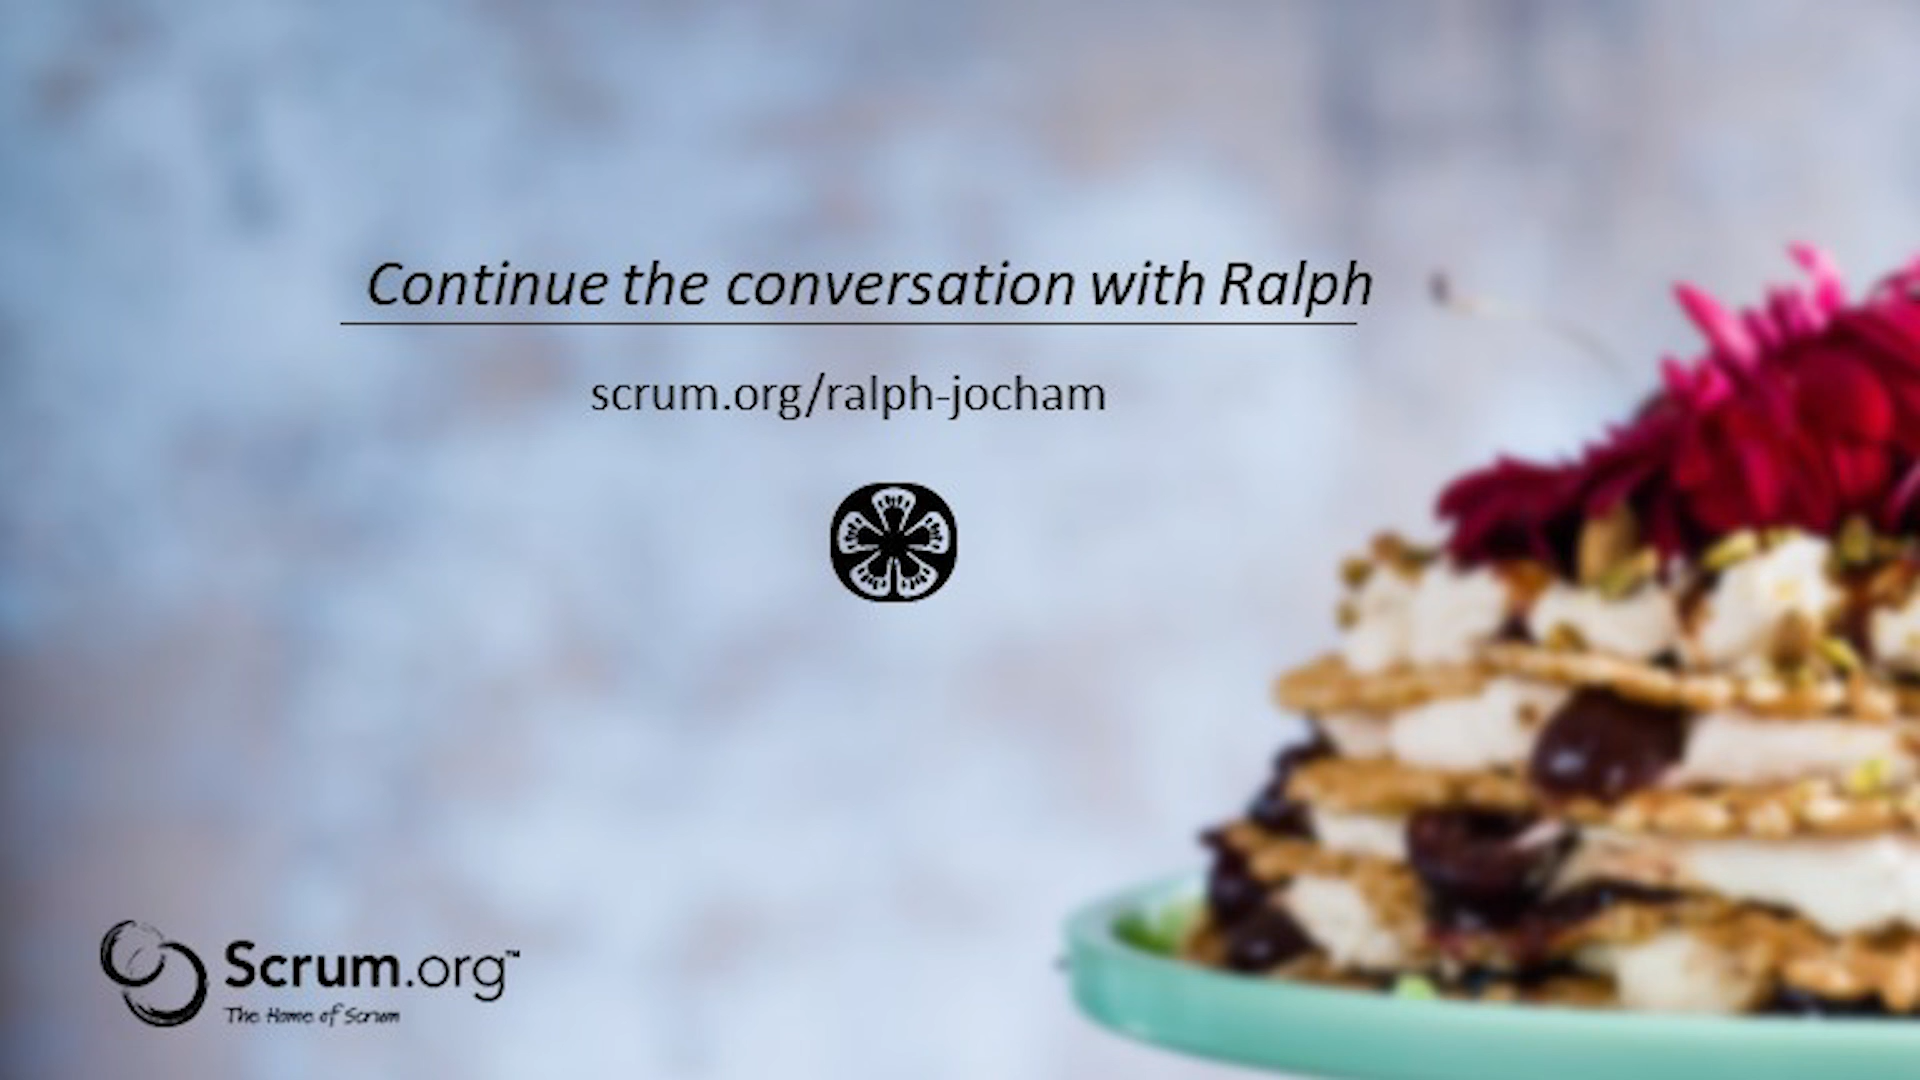 Continue the conversation with Ralph
scrum.org/ralph-jocham
Scrum.org™
The Home of Scrum